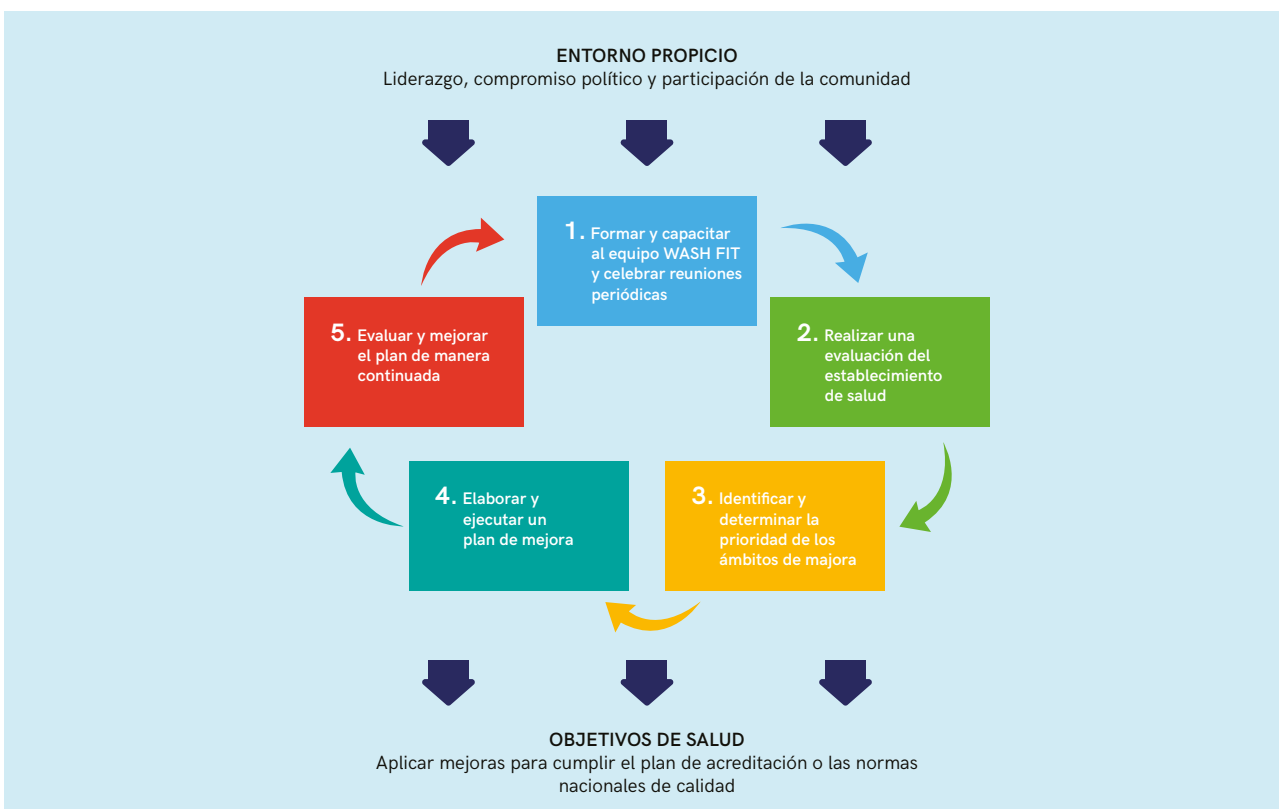 ENTORNO PROPICIO
Liderazgo, compromiso político y participación de la comunidad
1. Formar y capacitar
al equipo WASH FIT
y celebrar reuniones
periódicas
2. Realizar una
evaluación del
establecimiento
de salud
3. Identificar y
determinar la
prioridad de los
ámbitos de majora
4. Elaborar y
ejecutar un
plan de mejora
5. Evaluar y mejorar
el plan de manera
continuada
OBJETIVOS DE SALUD
Aplicar mejoras para cumplir el plan de acreditación o las normas
nacionales de calidad